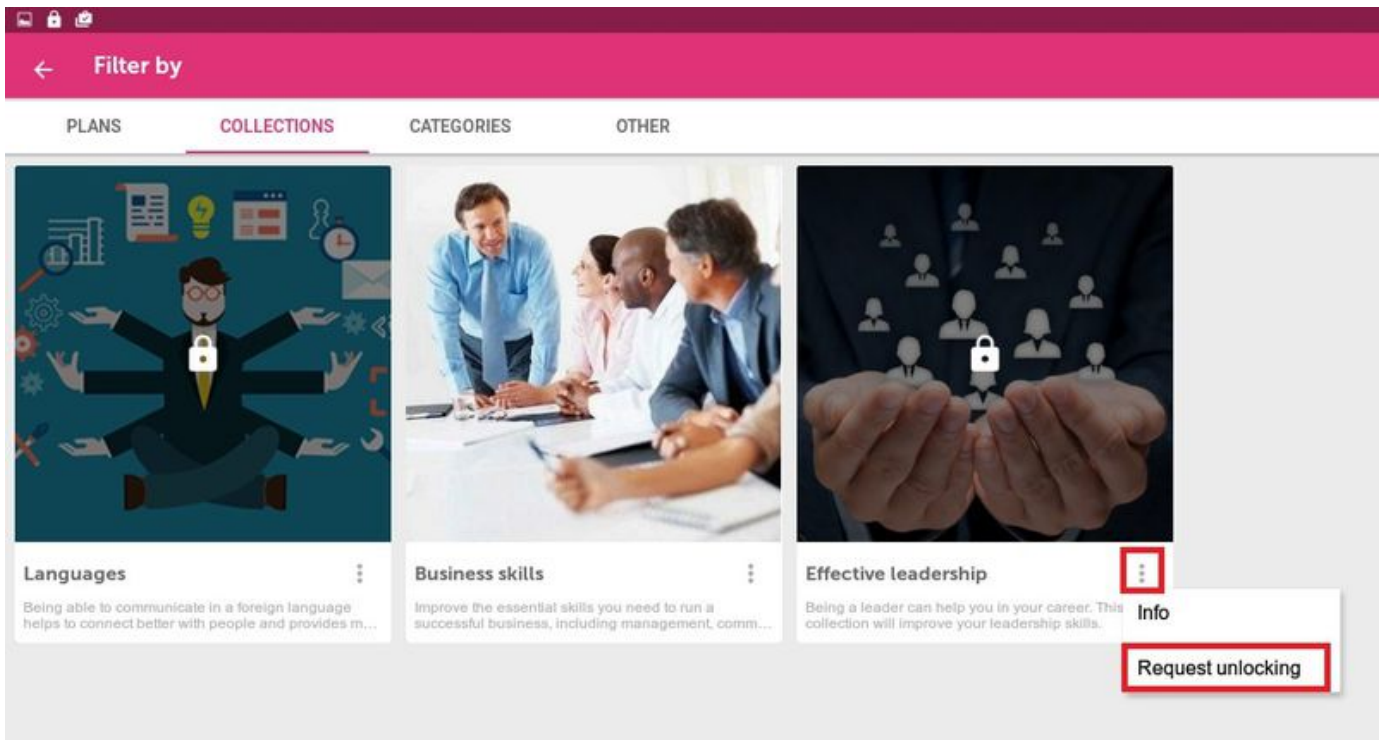 Filter by
PLANS COLLECTIONS CATEGORIES OTHER
Languages
Being able to communicate in a foreign language
helps to connect better with people and provides m...
Business skills
Improve the essential skills you need to run a
successful business, including management, comm...
Effective leadership
Being a leader can help you in your career. This
collection will improve your leadership skills.
Info
Request unlocking